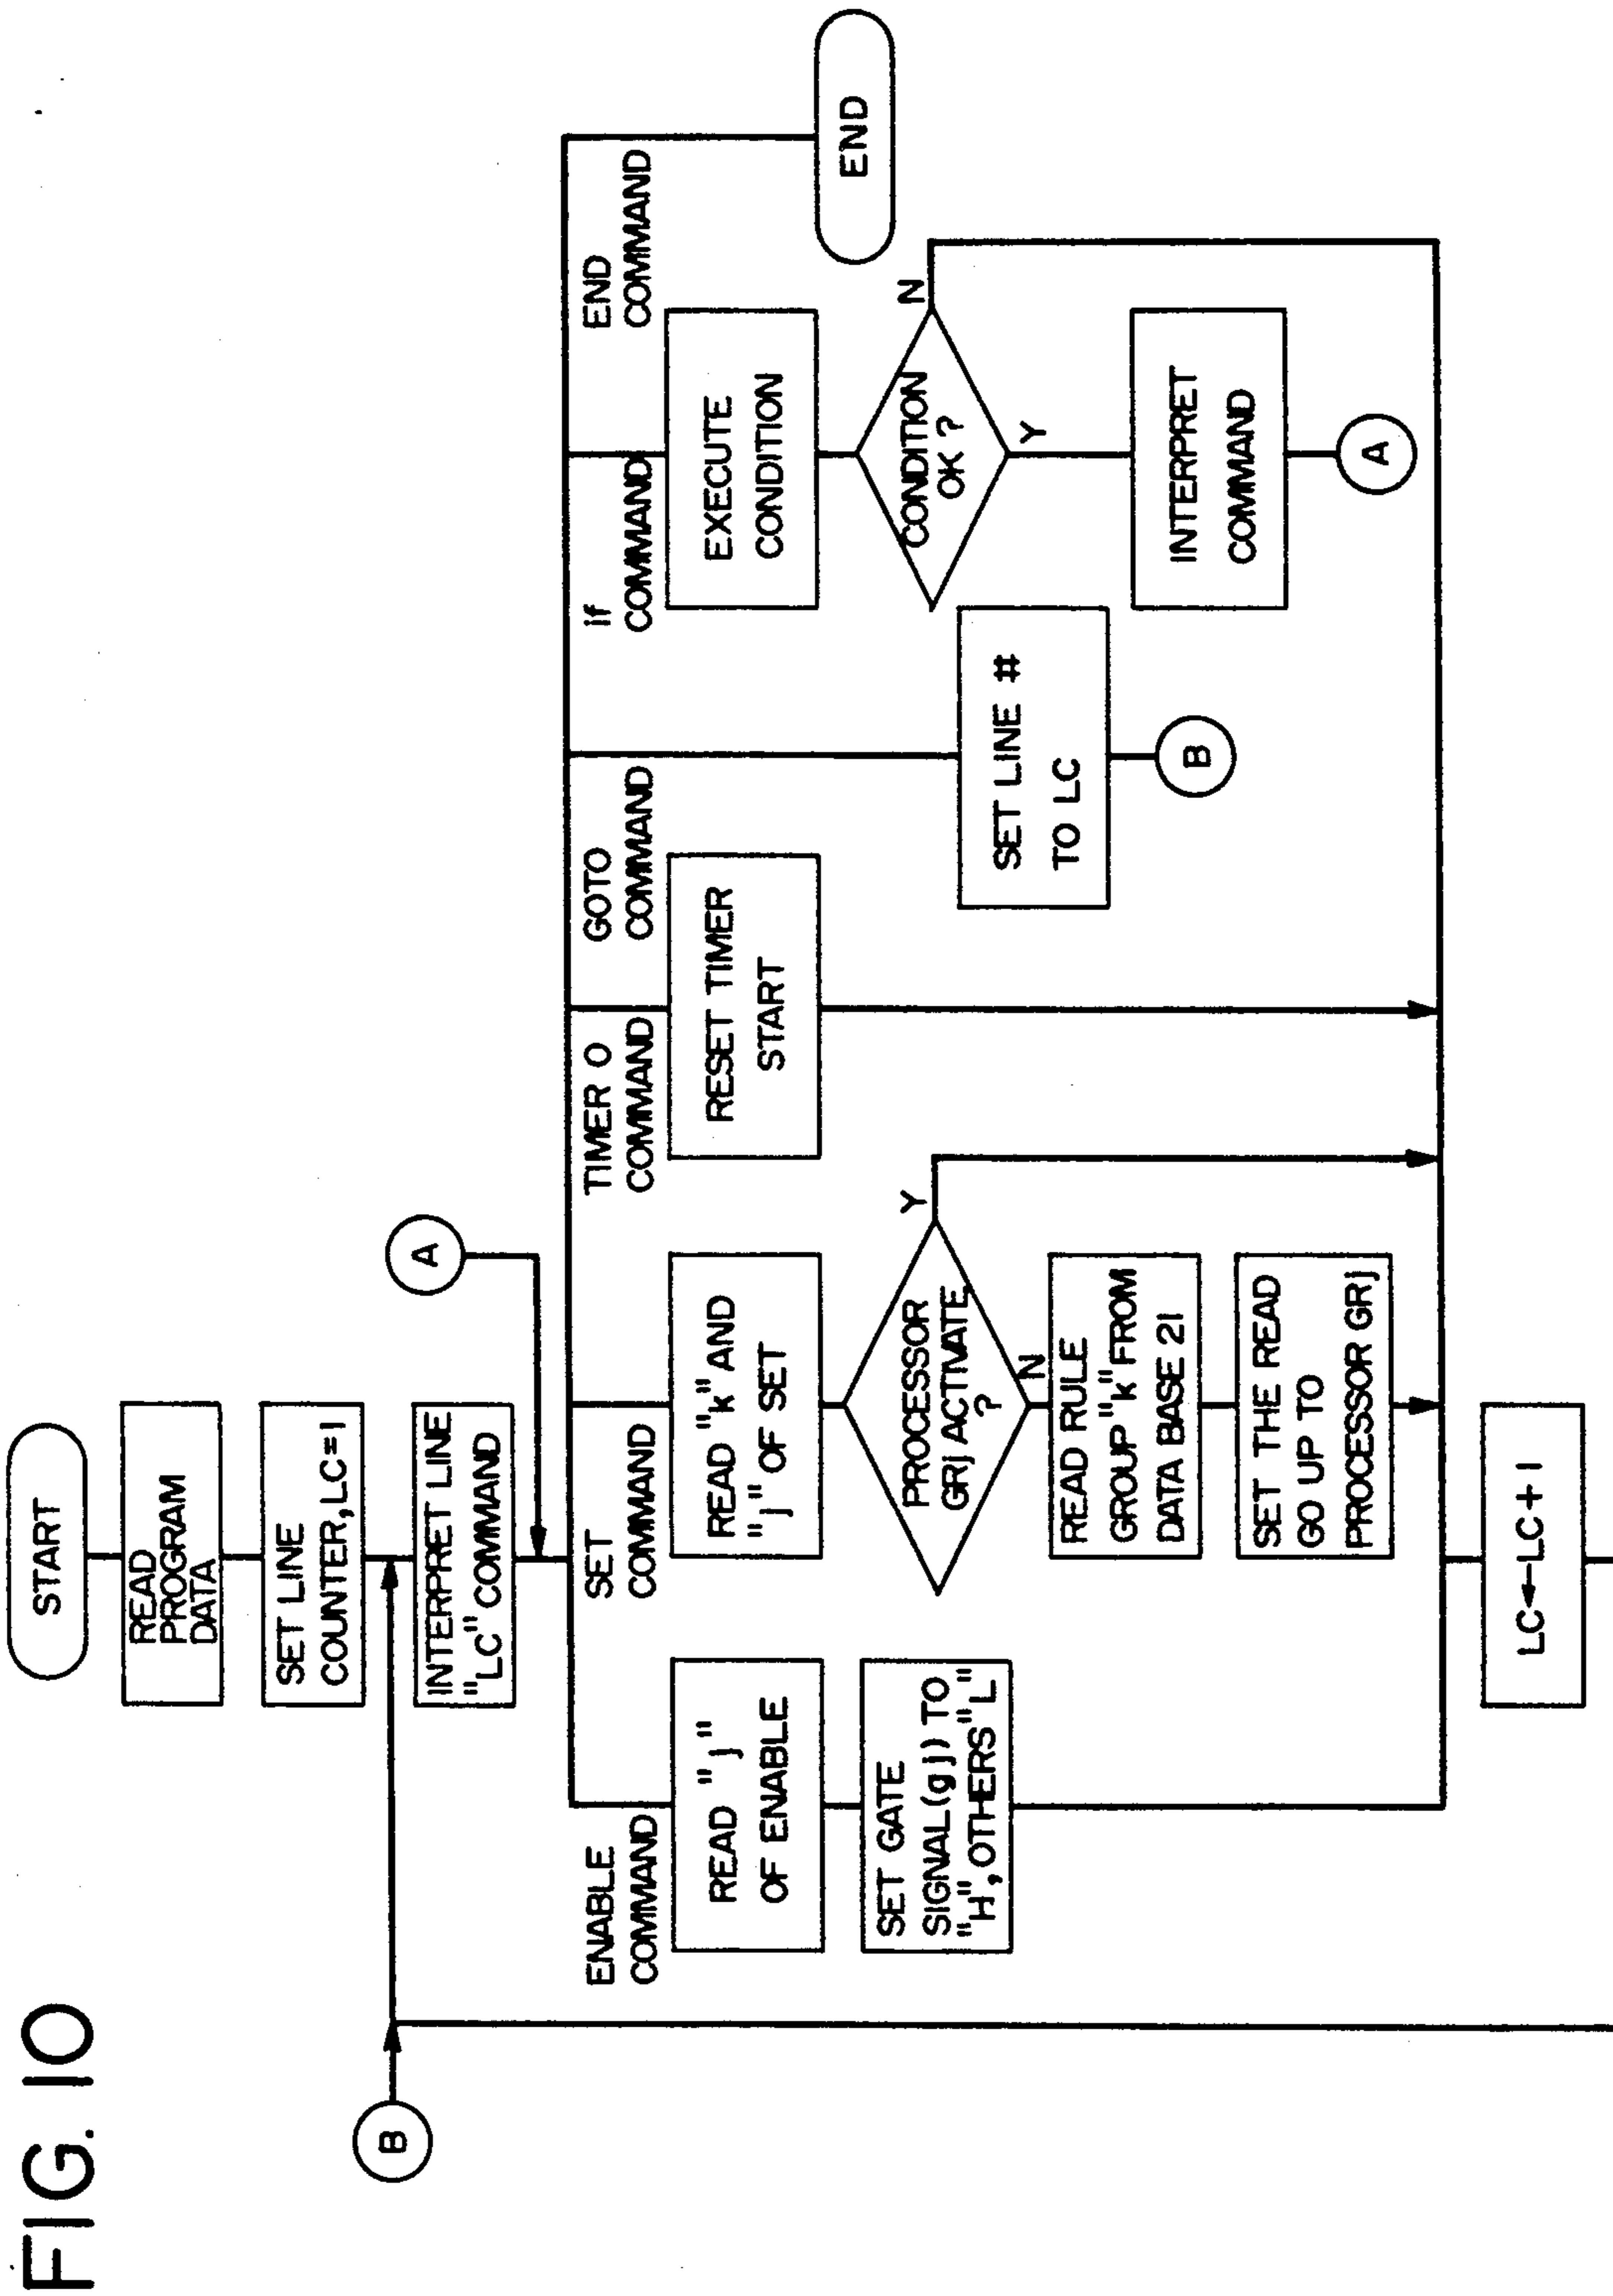 FIG. 10
START
READ
PROGRAM
DATA
SET LINE
COUNTER, LC=1
B
INTERPRET LINE
"LC" COMMAND
A
ENABLE
COMMAND
READ "j"
OF ENABLE
SET GATE
SIGNAL(gj) TO
"H", OTHERS "L"
SET
COMMAND
READ "k" AND
"j" OF SET
PROCESSOR
GRj ACTIVATE
?
Y
N
READ RULE
GROUP "k" FROM
DATA BASE 21
SET THE READ
GO UP TO
PROCESSOR GRj
TIMER 0
COMMAND
RESET TIMER
START
GOTO
COMMAND
SET LINE #
TO LC
B
if
COMMAND
EXECUTE
CONDITION
CONDITION
OK ?
N
Y
INTERPRET
COMMAND
A
END
COMMAND
END
LC←LC+1